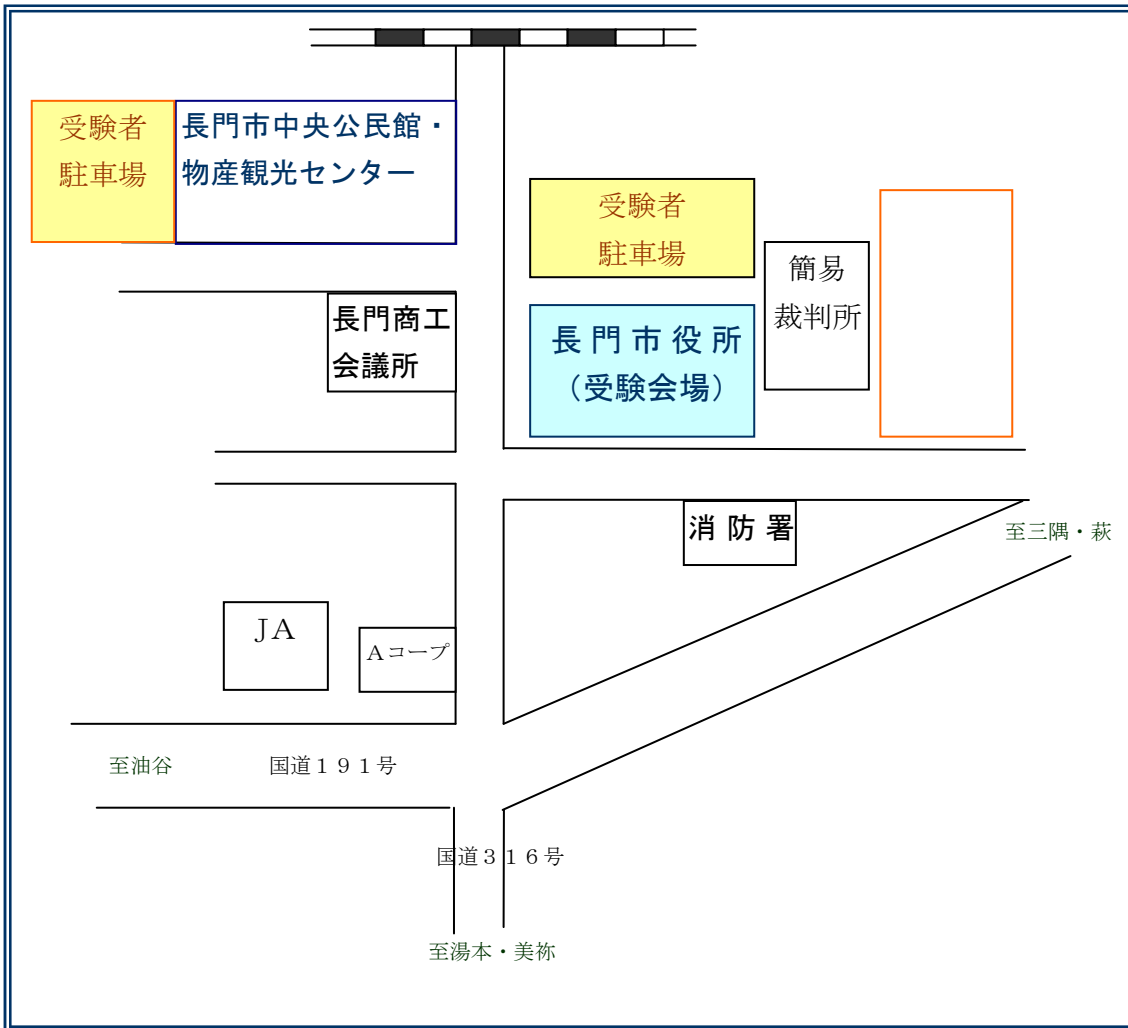 受験者
駐車場
長門市中央公民館・
物産観光センター
受験者
駐車場
簡易
裁判所
長門商工
会議所
長門市役所
（受験会場）
消防署
至三隅・萩
JA
Aコープ
至油谷
国道１９１号
国道３１６号
至湯本・美祢